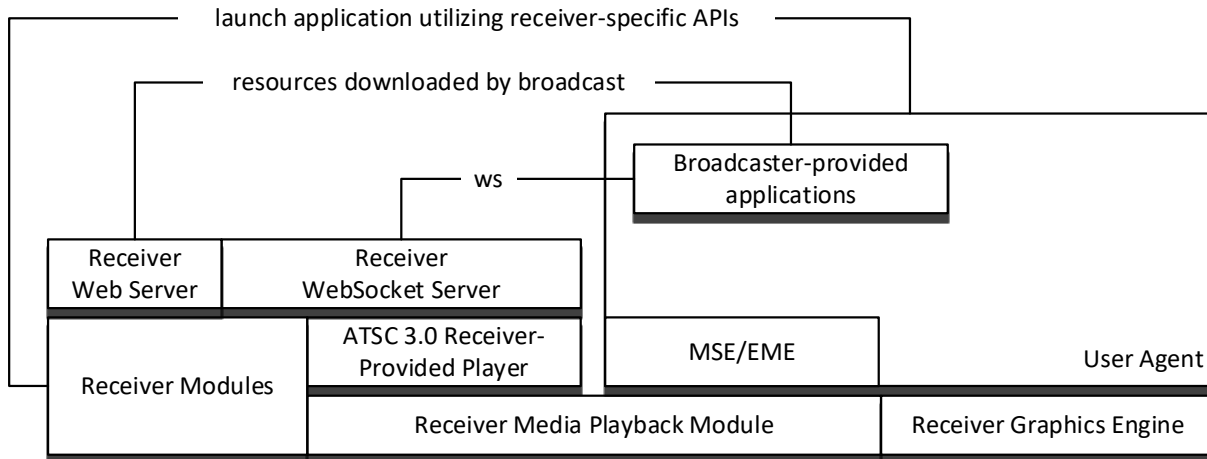 launch application utilizing receiver-specific APIs
resources downloaded by broadcast
Broadcaster-provided
applications
ws
Receiver
Web Server
Receiver
WebSocket Server
ATSC 3.0 Receiver-
Provided Player
MSE/EME
User Agent
Receiver Modules
Receiver Media Playback Module
Receiver Graphics Engine